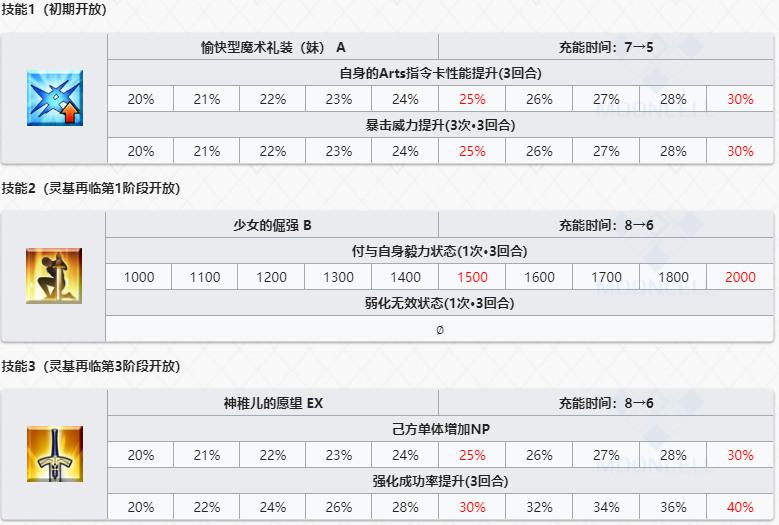 技能1（初期开放）
愉快型魔术礼装（妹） A 充能时间：7→5
自身的Arts指令卡性能提升(3回合)
20% 21% 22% 23% 24% 25% 26% 27% 28% 30%
暴击威力提升(3次·3回合)
20% 21% 22% 23% 24% 25% 26% 27% 28% 30%
技能2（灵基再临第1阶段开放）
少女的倔强 B 充能时间：8→6
付与自身毅力状态(1次·3回合)
1000 1100 1200 1300 1400 1500 1600 1700 1800 2000
弱化无效状态(1次·3回合)
∅
技能3（灵基再临第3阶段开放）
神稚儿的愿望 EX 充能时间：8→6
己方单体增加NP
20% 21% 22% 23% 24% 25% 26% 27% 28% 30%
强化成功率提升(3回合)
20% 22% 24% 26% 28% 30% 32% 34% 36% 40%
MOONCELL
MOONCELL
MOONCELL